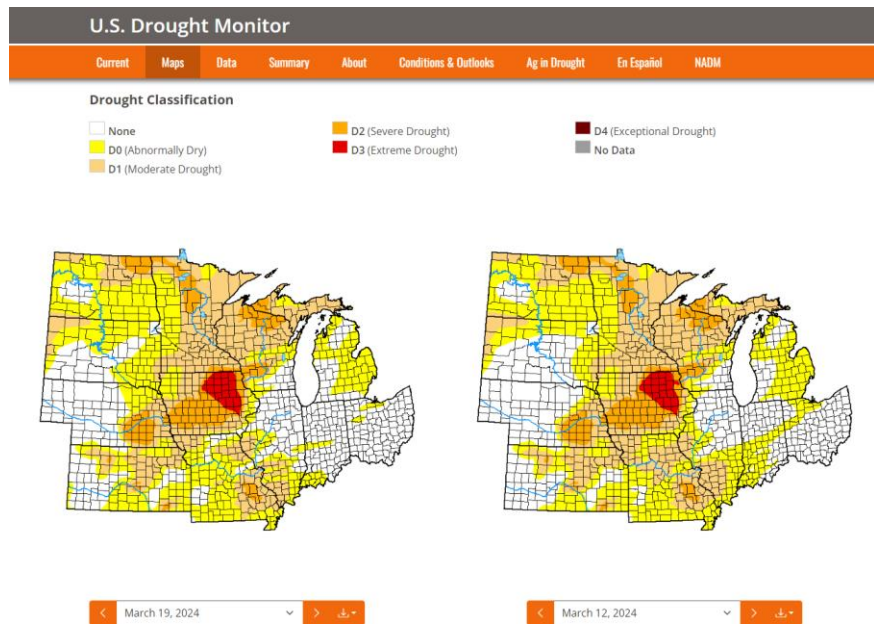 U.S. Drought Monitor
Current Maps Data Summary About Conditions & Outlooks Ag in Drought En Español NADM
Drought Classification
None
D0 (Abnormally Dry)
D1 (Moderate Drought)
D2 (Severe Drought)
D3 (Extreme Drought)
D4 (Exceptional Drought)
No Data
March 19, 2024
March 12, 2024